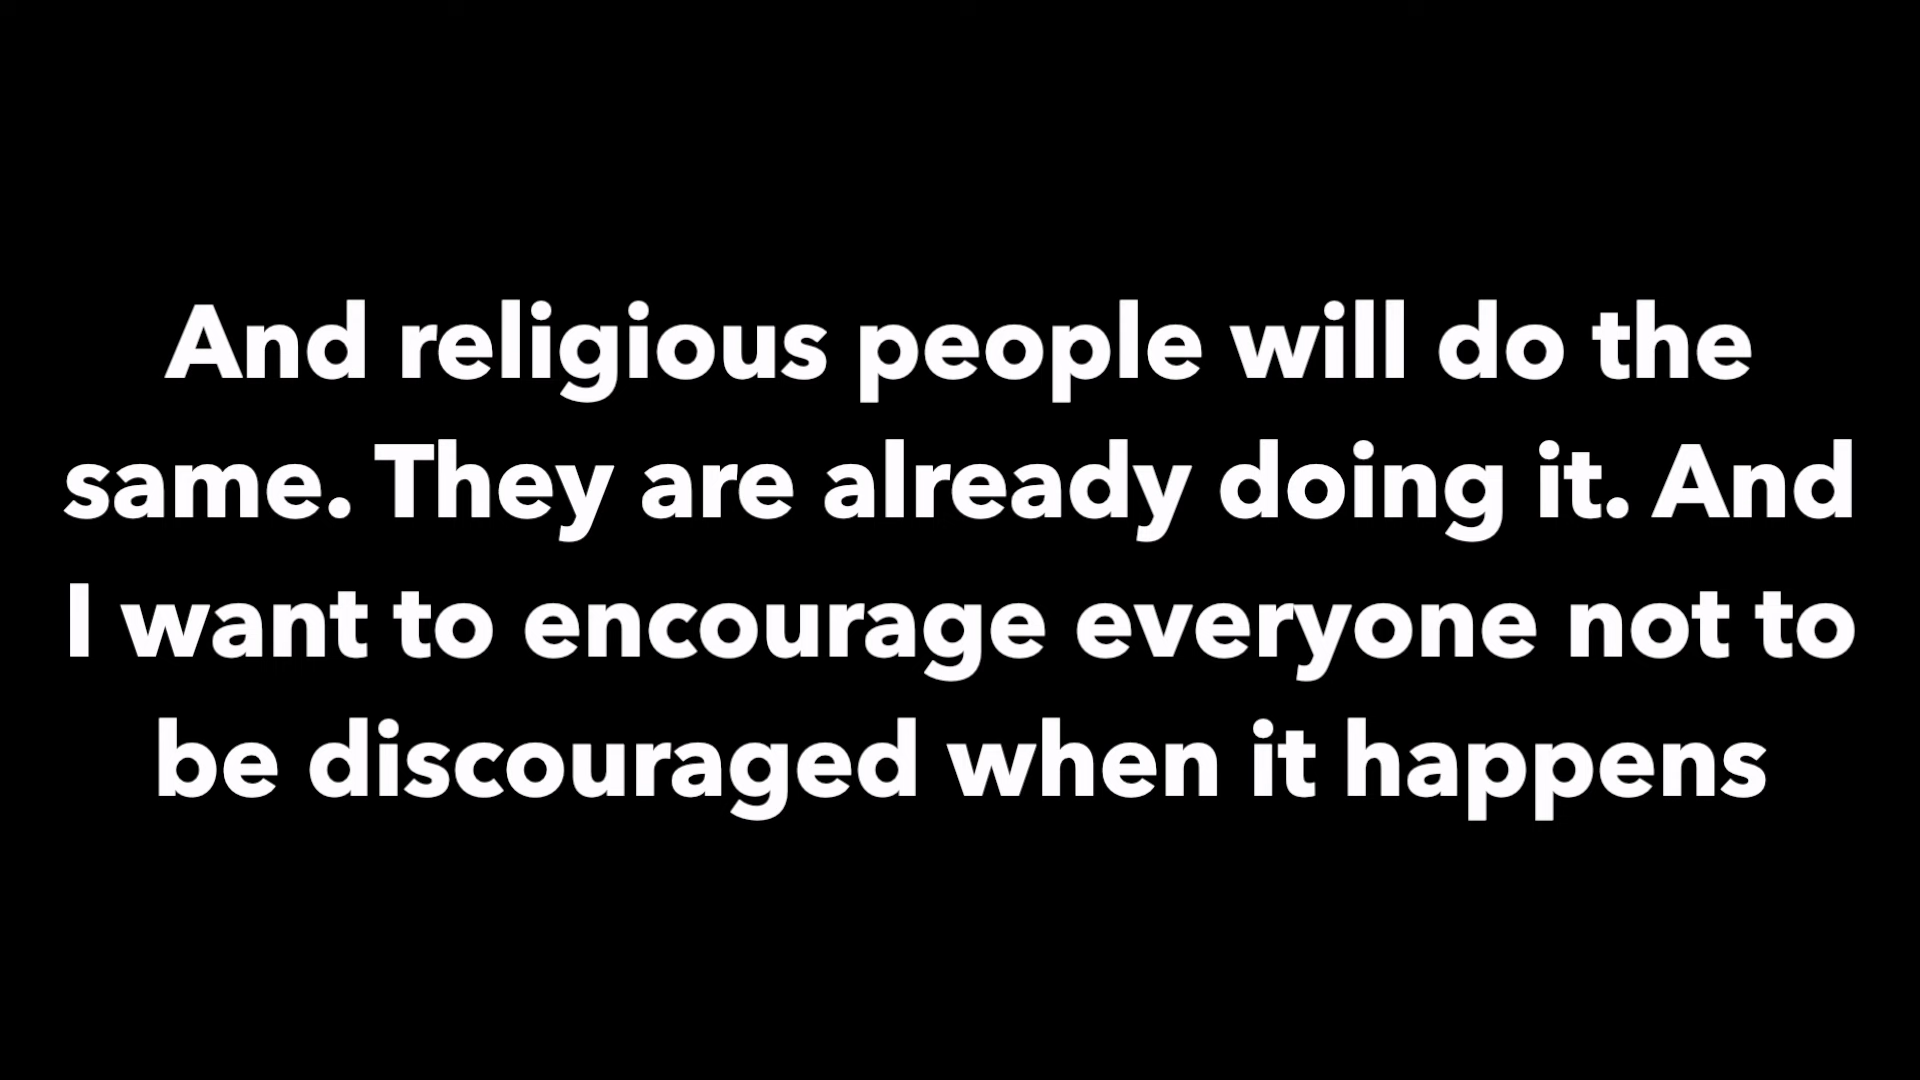 And religious people will do the
same. They are already doing it. And
I want to encourage everyone not to
be discouraged when it happens